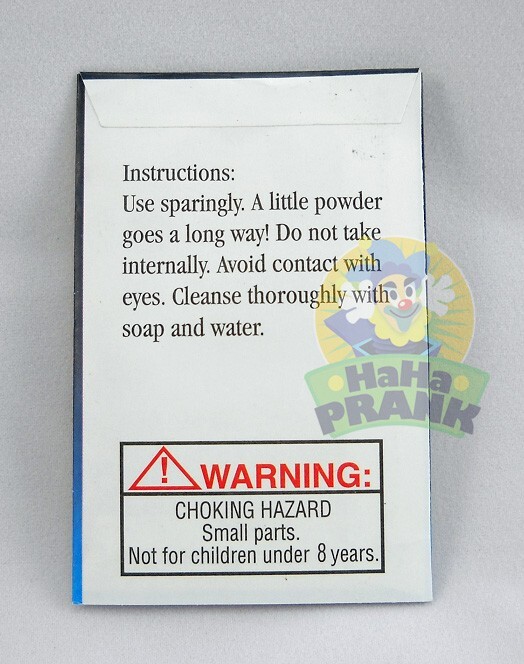 Instructions:
Use sparingly. A little powder
goes a long way! Do not take
internally. Avoid contact with
eyes. Cleanse thoroughly with
soap and water.
HaHa
PRANK
WARNING:
CHOKING HAZARD
Small parts.
Not for children under 8 years.